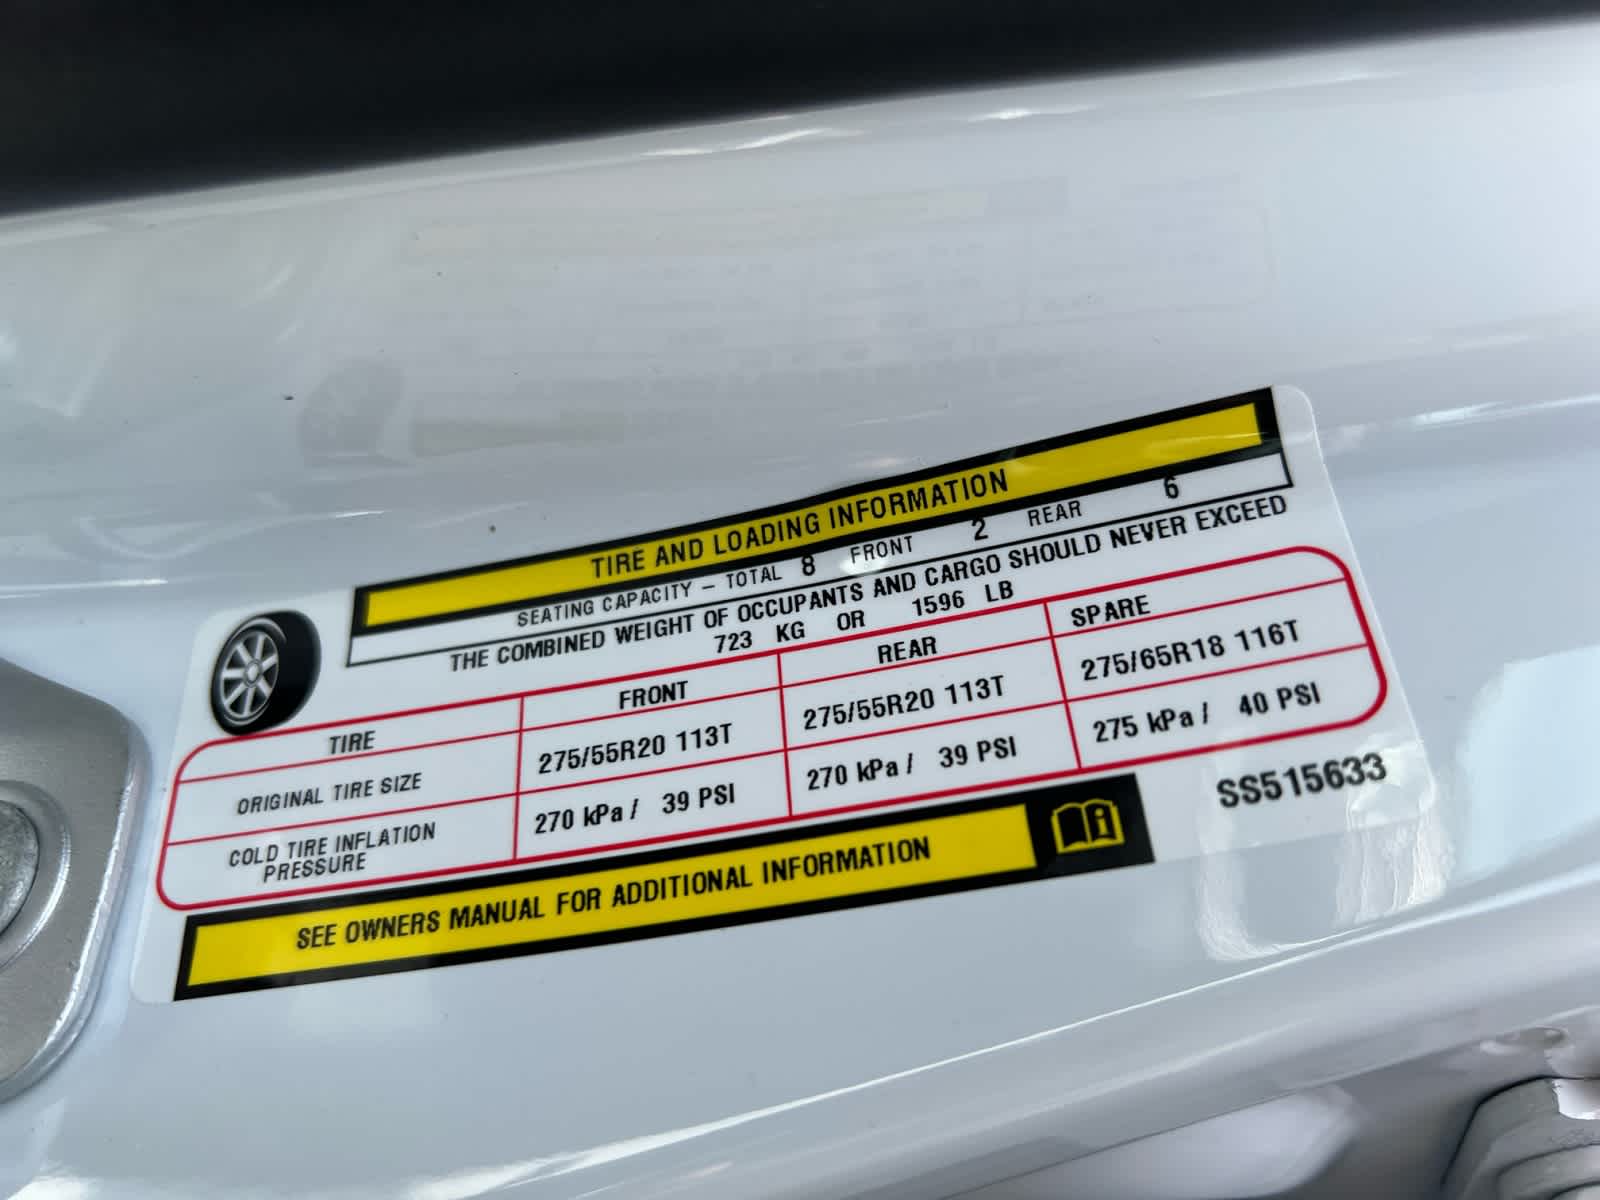 TIRE AND LOADING INFORMATION
SEATING CAPACITY – TOTAL 8 FRONT 2 REAR 6
THE COMBINED WEIGHT OF OCCUPANTS AND CARGO SHOULD NEVER EXCEED
723 KG OR 1596 LB
TIRE FRONT REAR SPARE
ORIGINAL TIRE SIZE 275/55R20 113T 275/55R20 113T 275/65R18 116T
COLD TIRE INFLATION
PRESSURE 270 kPa / 39 PSI 270 kPa / 39 PSI 275 kPa / 40 PSI
SEE OWNERS MANUAL FOR ADDITIONAL INFORMATION
SS515633